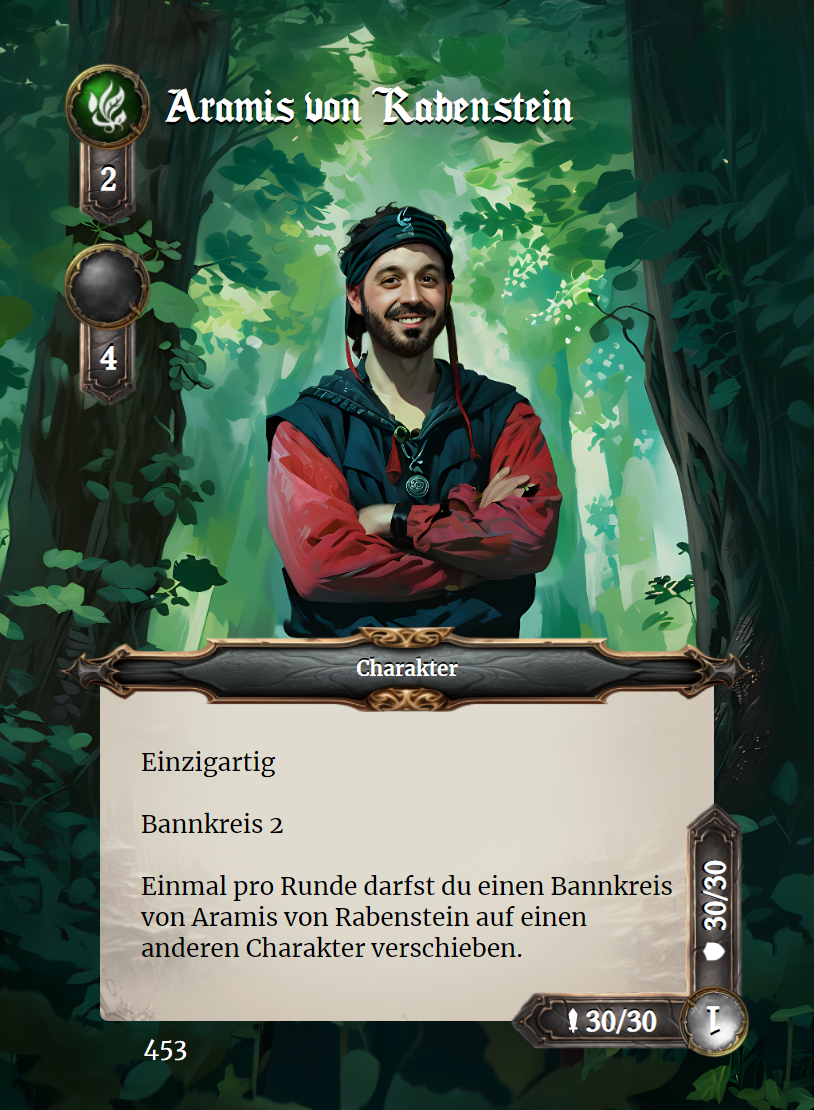 Aramis von Rabenstein
2
4
Charakter
Einzigartig
Bannkreis 2
Einmal pro Runde darfst du einen Bannkreis
von Aramis von Rabenstein auf einen
anderen Charakter verschieben.
30/30
30/30
1
453